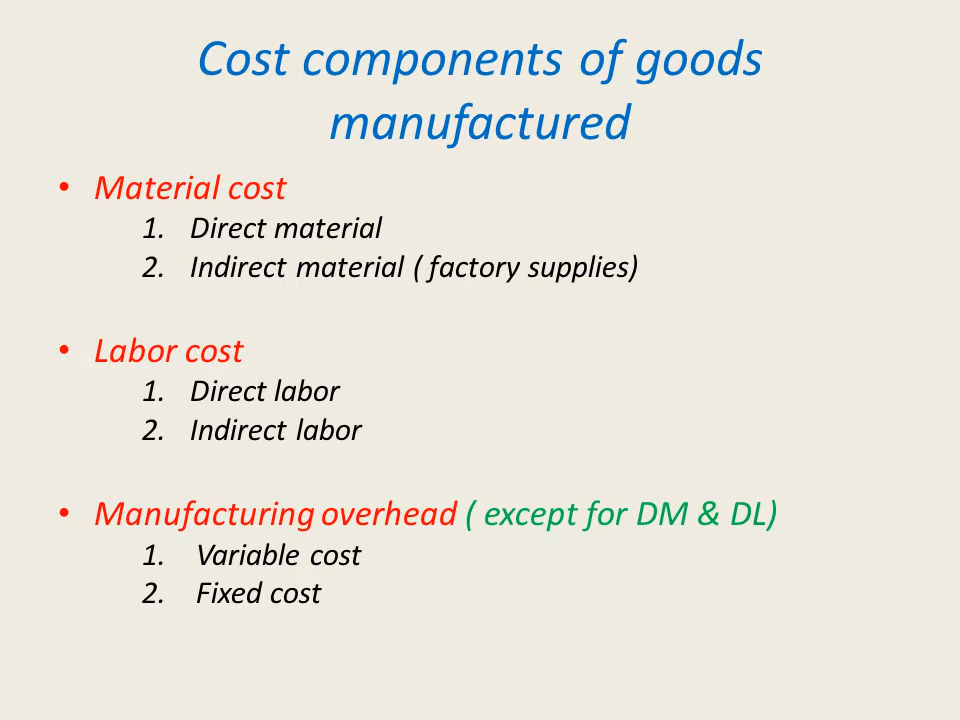 Cost components of goods
manufactured
• Material cost
1. Direct material
2. Indirect material ( factory supplies)
• Labor cost
1. Direct labor
2. Indirect labor
• Manufacturing overhead ( except for DM & DL)
1. Variable cost
2. Fixed cost